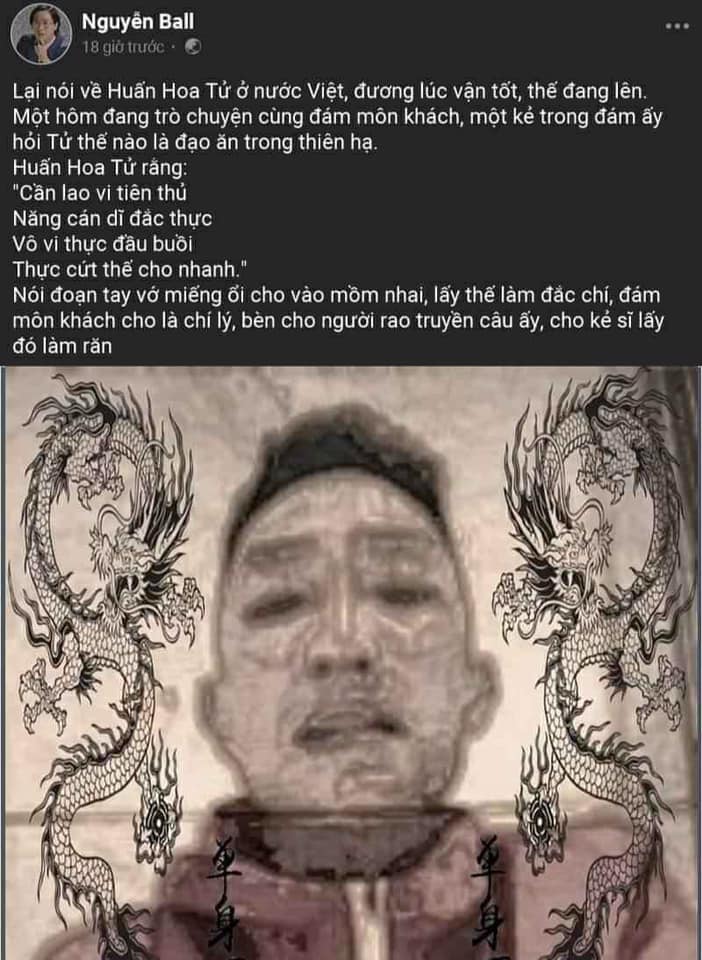 Nguyễn Ball
18 giờ trước ·
Lại nói về Huấn Hoa Tử ở nước Việt, đương lúc vận tốt, thế đang lên.
Một hôm đang trò chuyện cùng đám môn khách, một kẻ trong đám ấy
hỏi Tử thế nào là đạo ăn trong thiên hạ.
Huấn Hoa Tử rằng:
"Cần lao vi tiên thủ
Năng cán dĩ đắc thực
Vô vi thực đầu buồi
Thực cứt thế cho nhanh."
Nói đoạn tay vớ miếng ổi cho vào mồm nhai, lấy thế làm đắc chí, đám
môn khách cho là chí lý, bèn cho người rao truyền câu ấy, cho kẻ sĩ lấy
đó làm răn
单身
单身